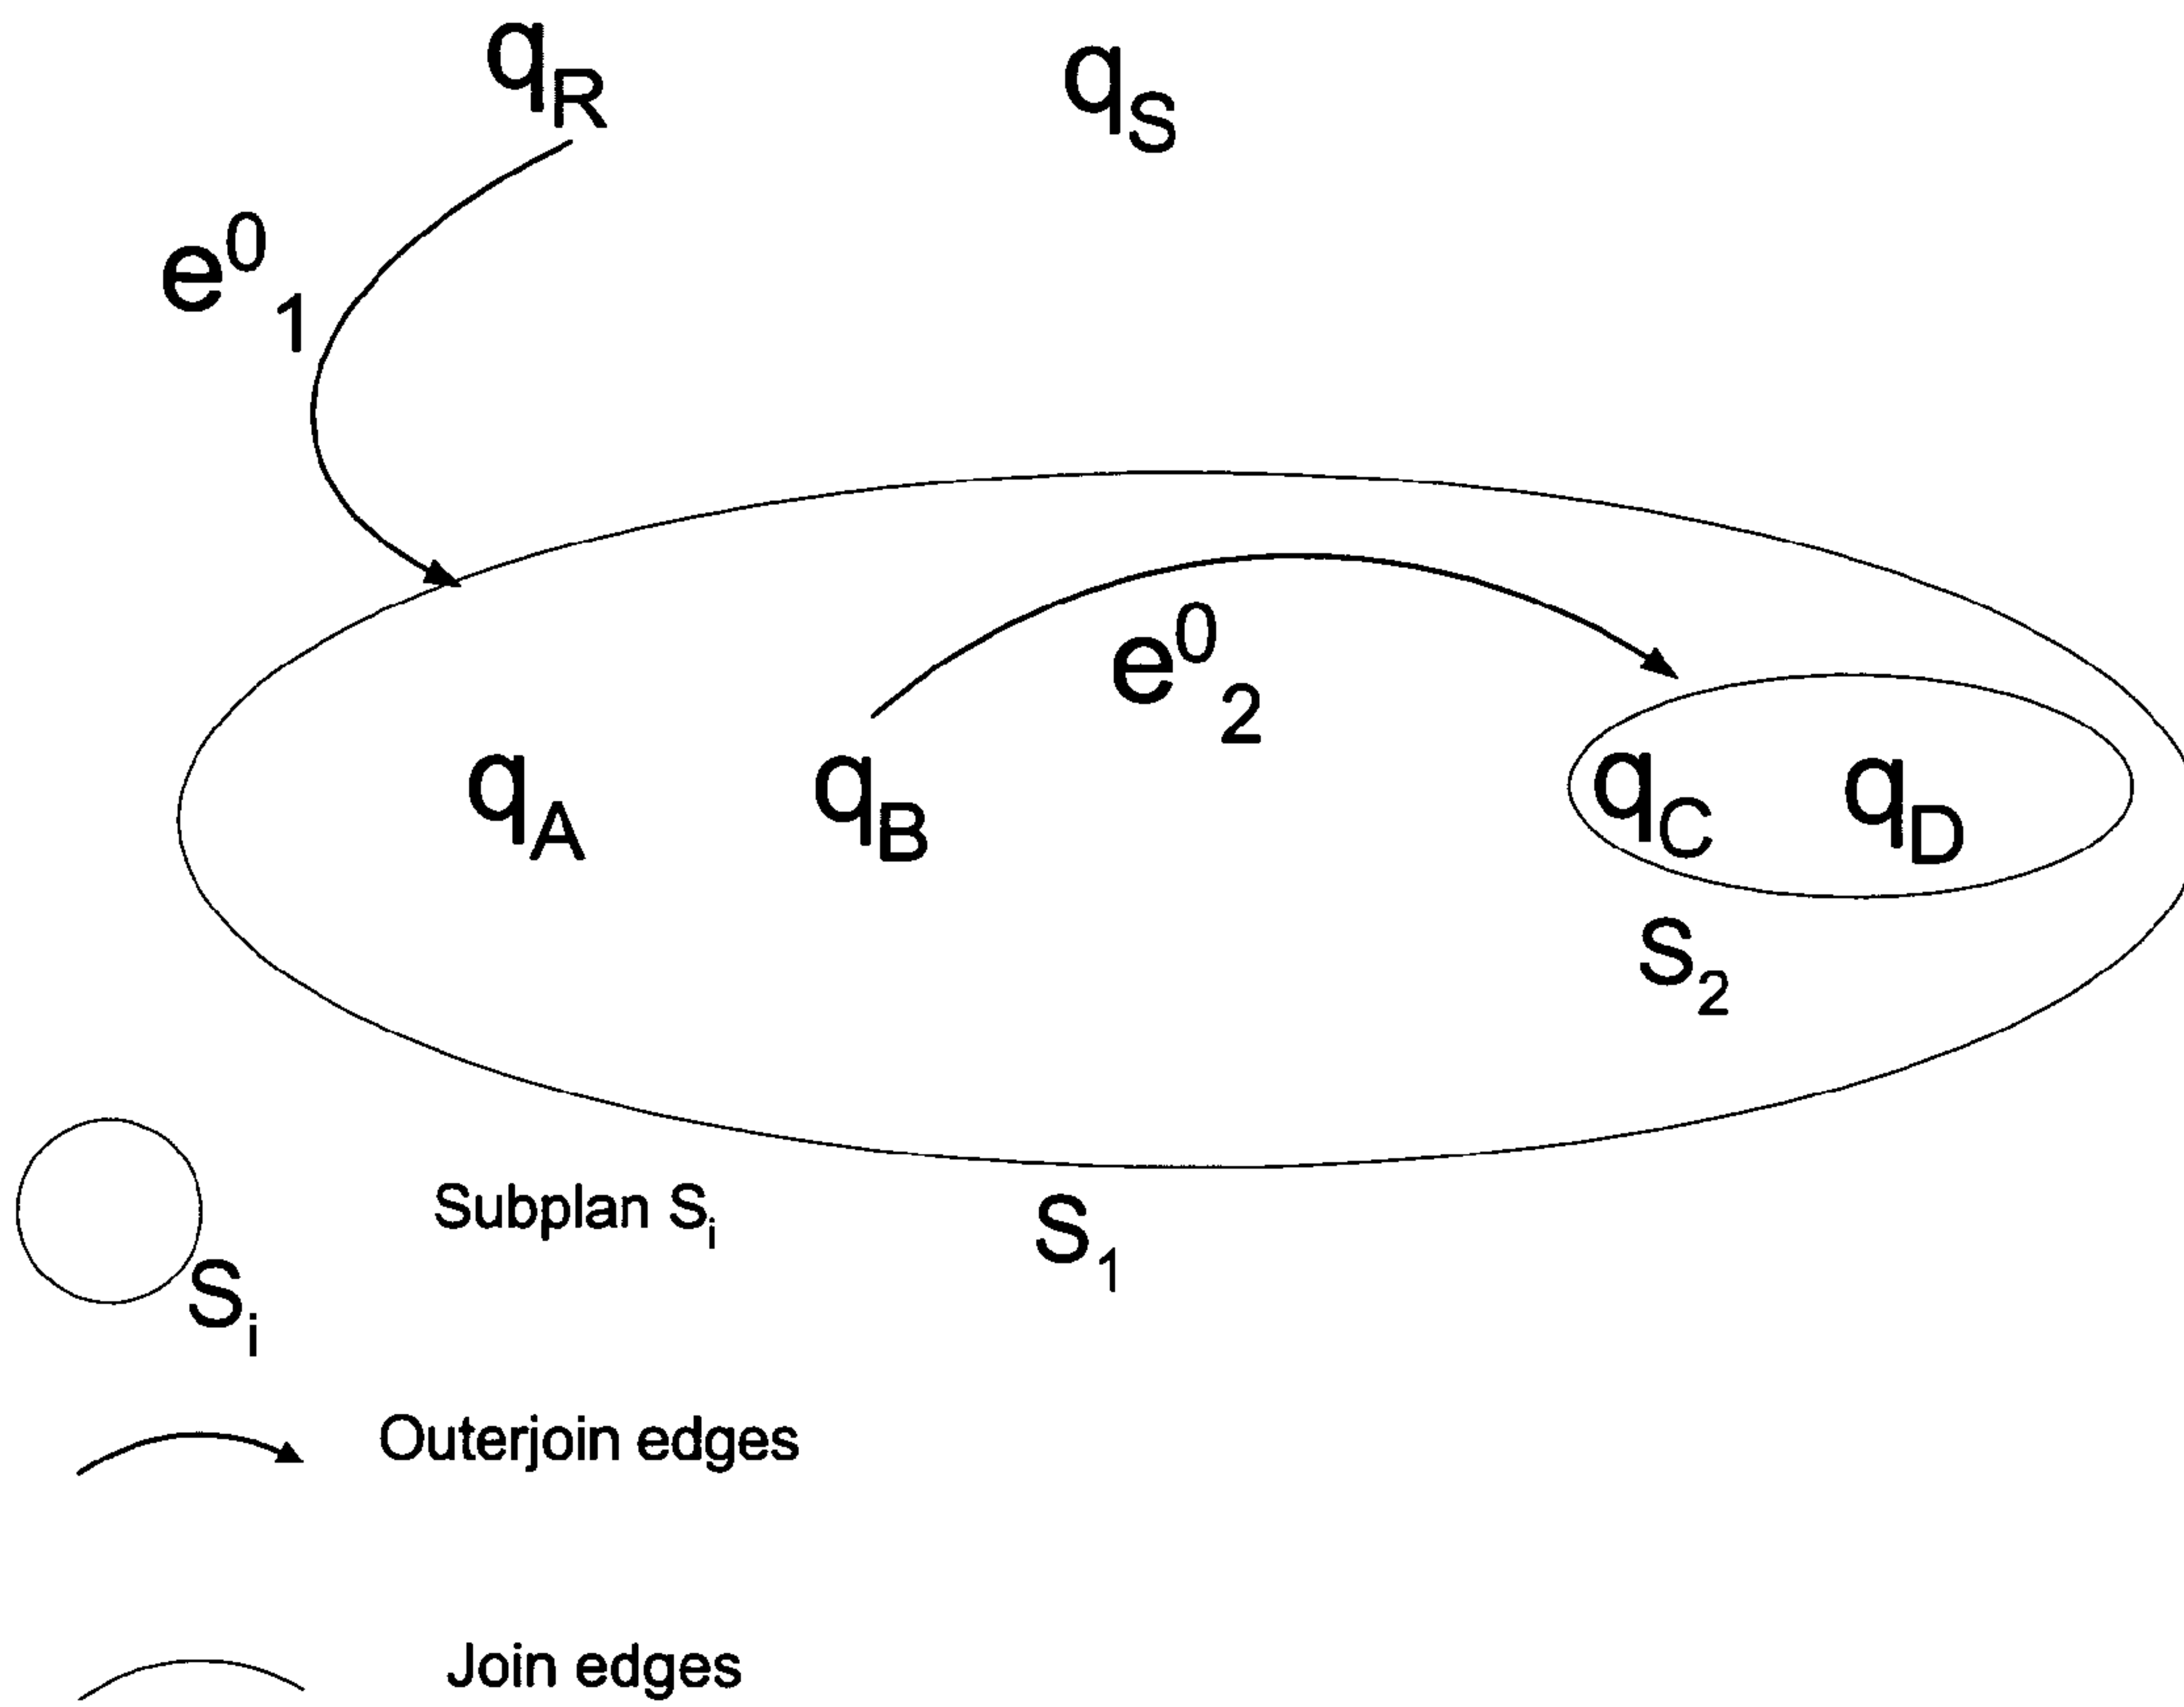 qR qS
e⁰1
e⁰2
qA qB qC qD
S2
Subplan Si
S1
Si
Outerjoin edges
Join edges